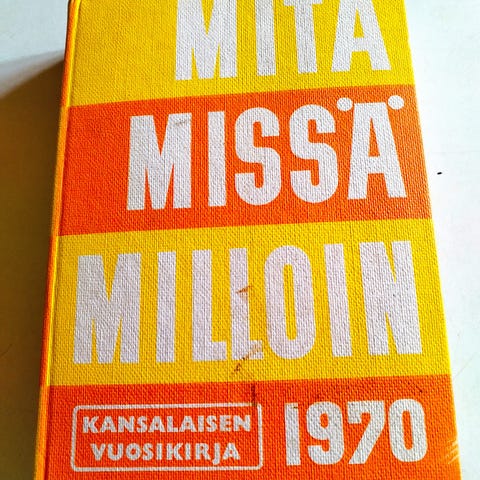 MITÄ
MISSÄ
MILLOIN
KANSALAISEN
VUOSIKIRJA
1970